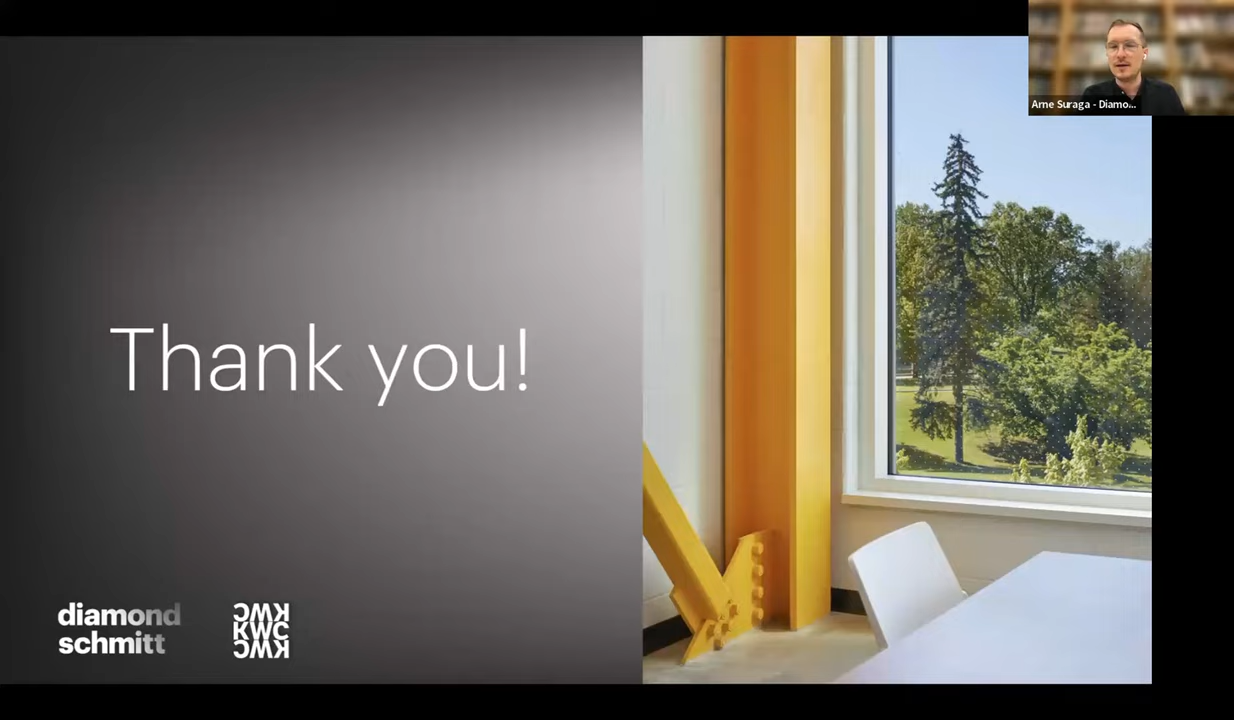 Arne Suraga - Diamo...
Thank you!
diamond
schmitt
KWC
KWC
KWC